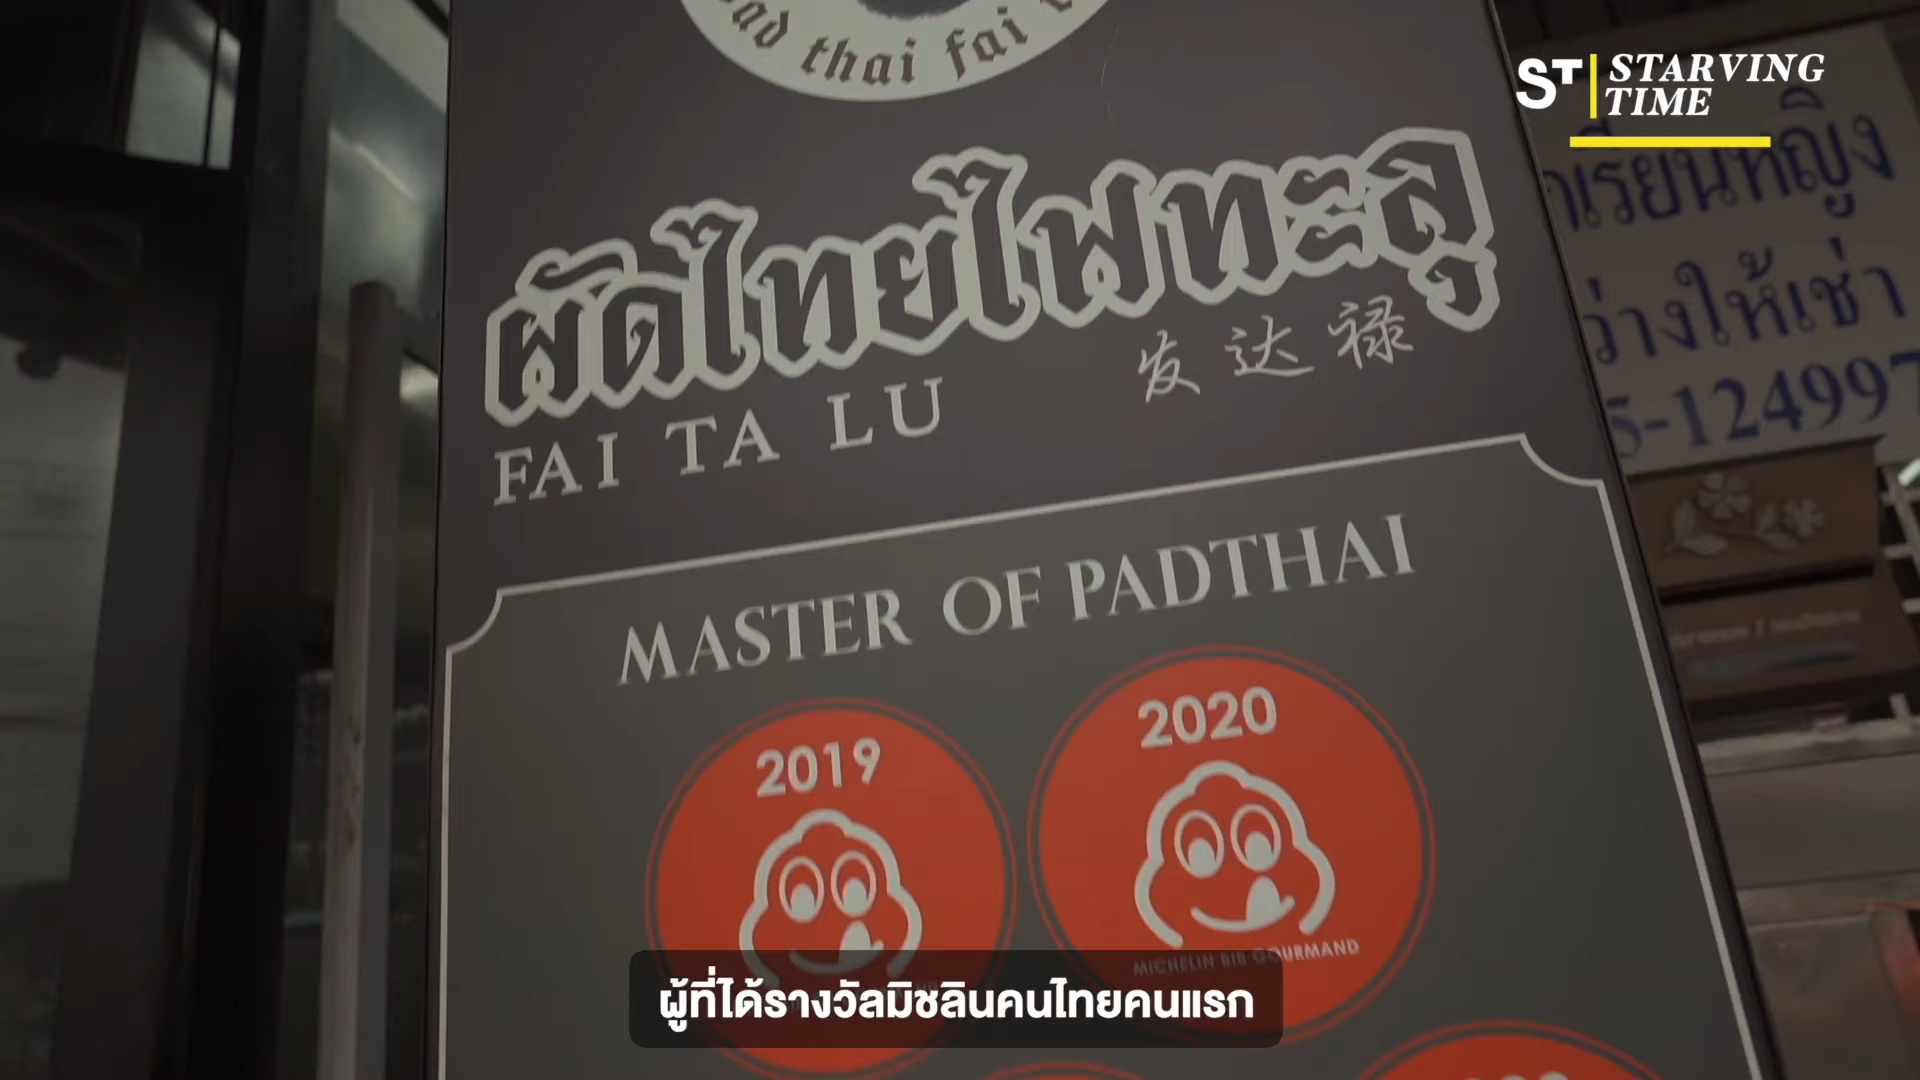 thai fai
ST STARVING
TIME
ผัดไทยไฟทะลุ
FAI TA LU
发达禄
MASTER OF PADTHAI
2019
2020
MICHELIN BIB GOURMAND
ให้เช่า
ผู้ที่ได้รางวัลมิชลินคนไทยคนแรก